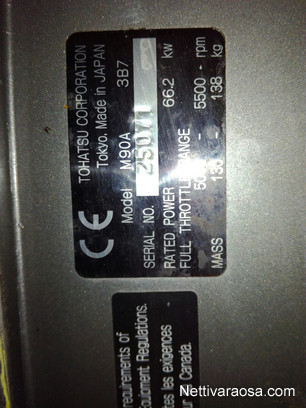 TOHATSU CORPORATION
Tokyo. Made in JAPAN
Model M90A 3B7
SERIAL NO.
RATED POWER 66.2 kw
FULL THROTTLE RANGE - 5500 rpm
MASS 130 - 138 kg
CE
requirements of
Equipment Regulations.
tes les exigences
Canada.
Nettivaraosa.com